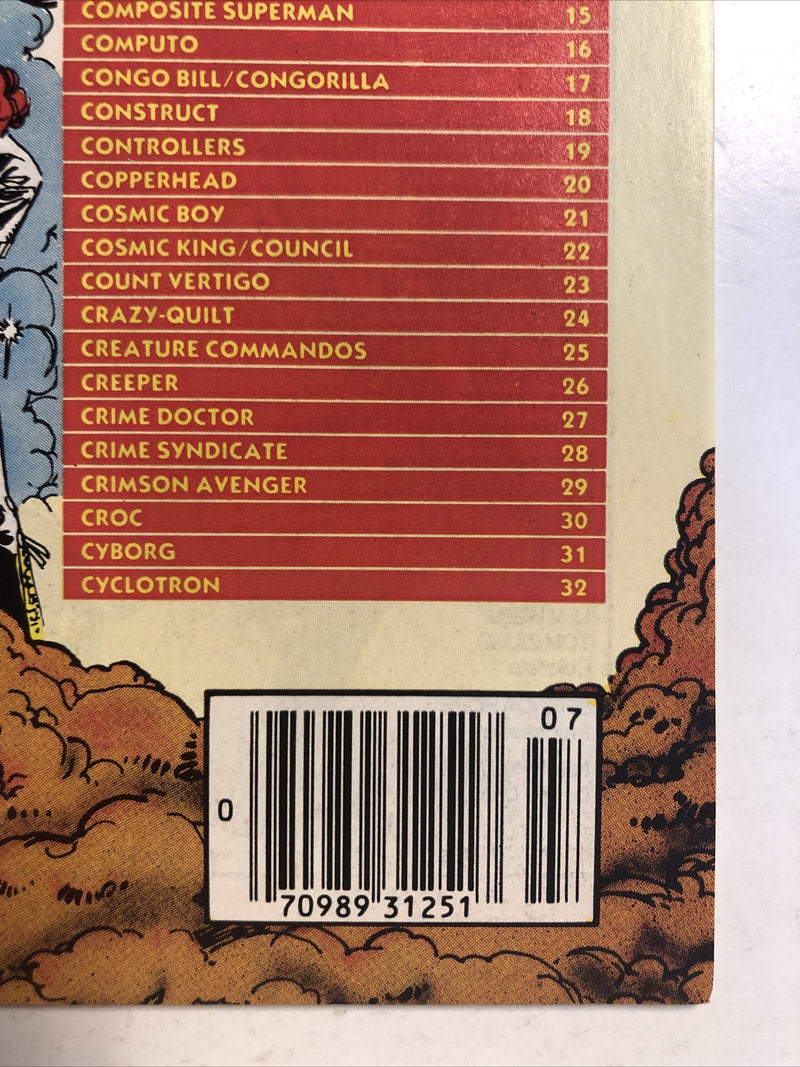 COMPOSITE SUPERMAN 15
COMPUTO 16
CONGO BILL/CONGORILLA 17
CONSTRUCT 18
CONTROLLERS 19
COPPERHEAD 20
COSMIC BOY 21
COSMIC KING/COUNCIL 22
COUNT VERTIGO 23
CRAZY-QUILT 24
CREATURE COMMANDOS 25
CREEPER 26
CRIME DOCTOR 27
CRIME SYNDICATE 28
CRIMSON AVENGER 29
CROC 30
CYBORG 31
CYCLOTRON 32
07
0
70989 31251